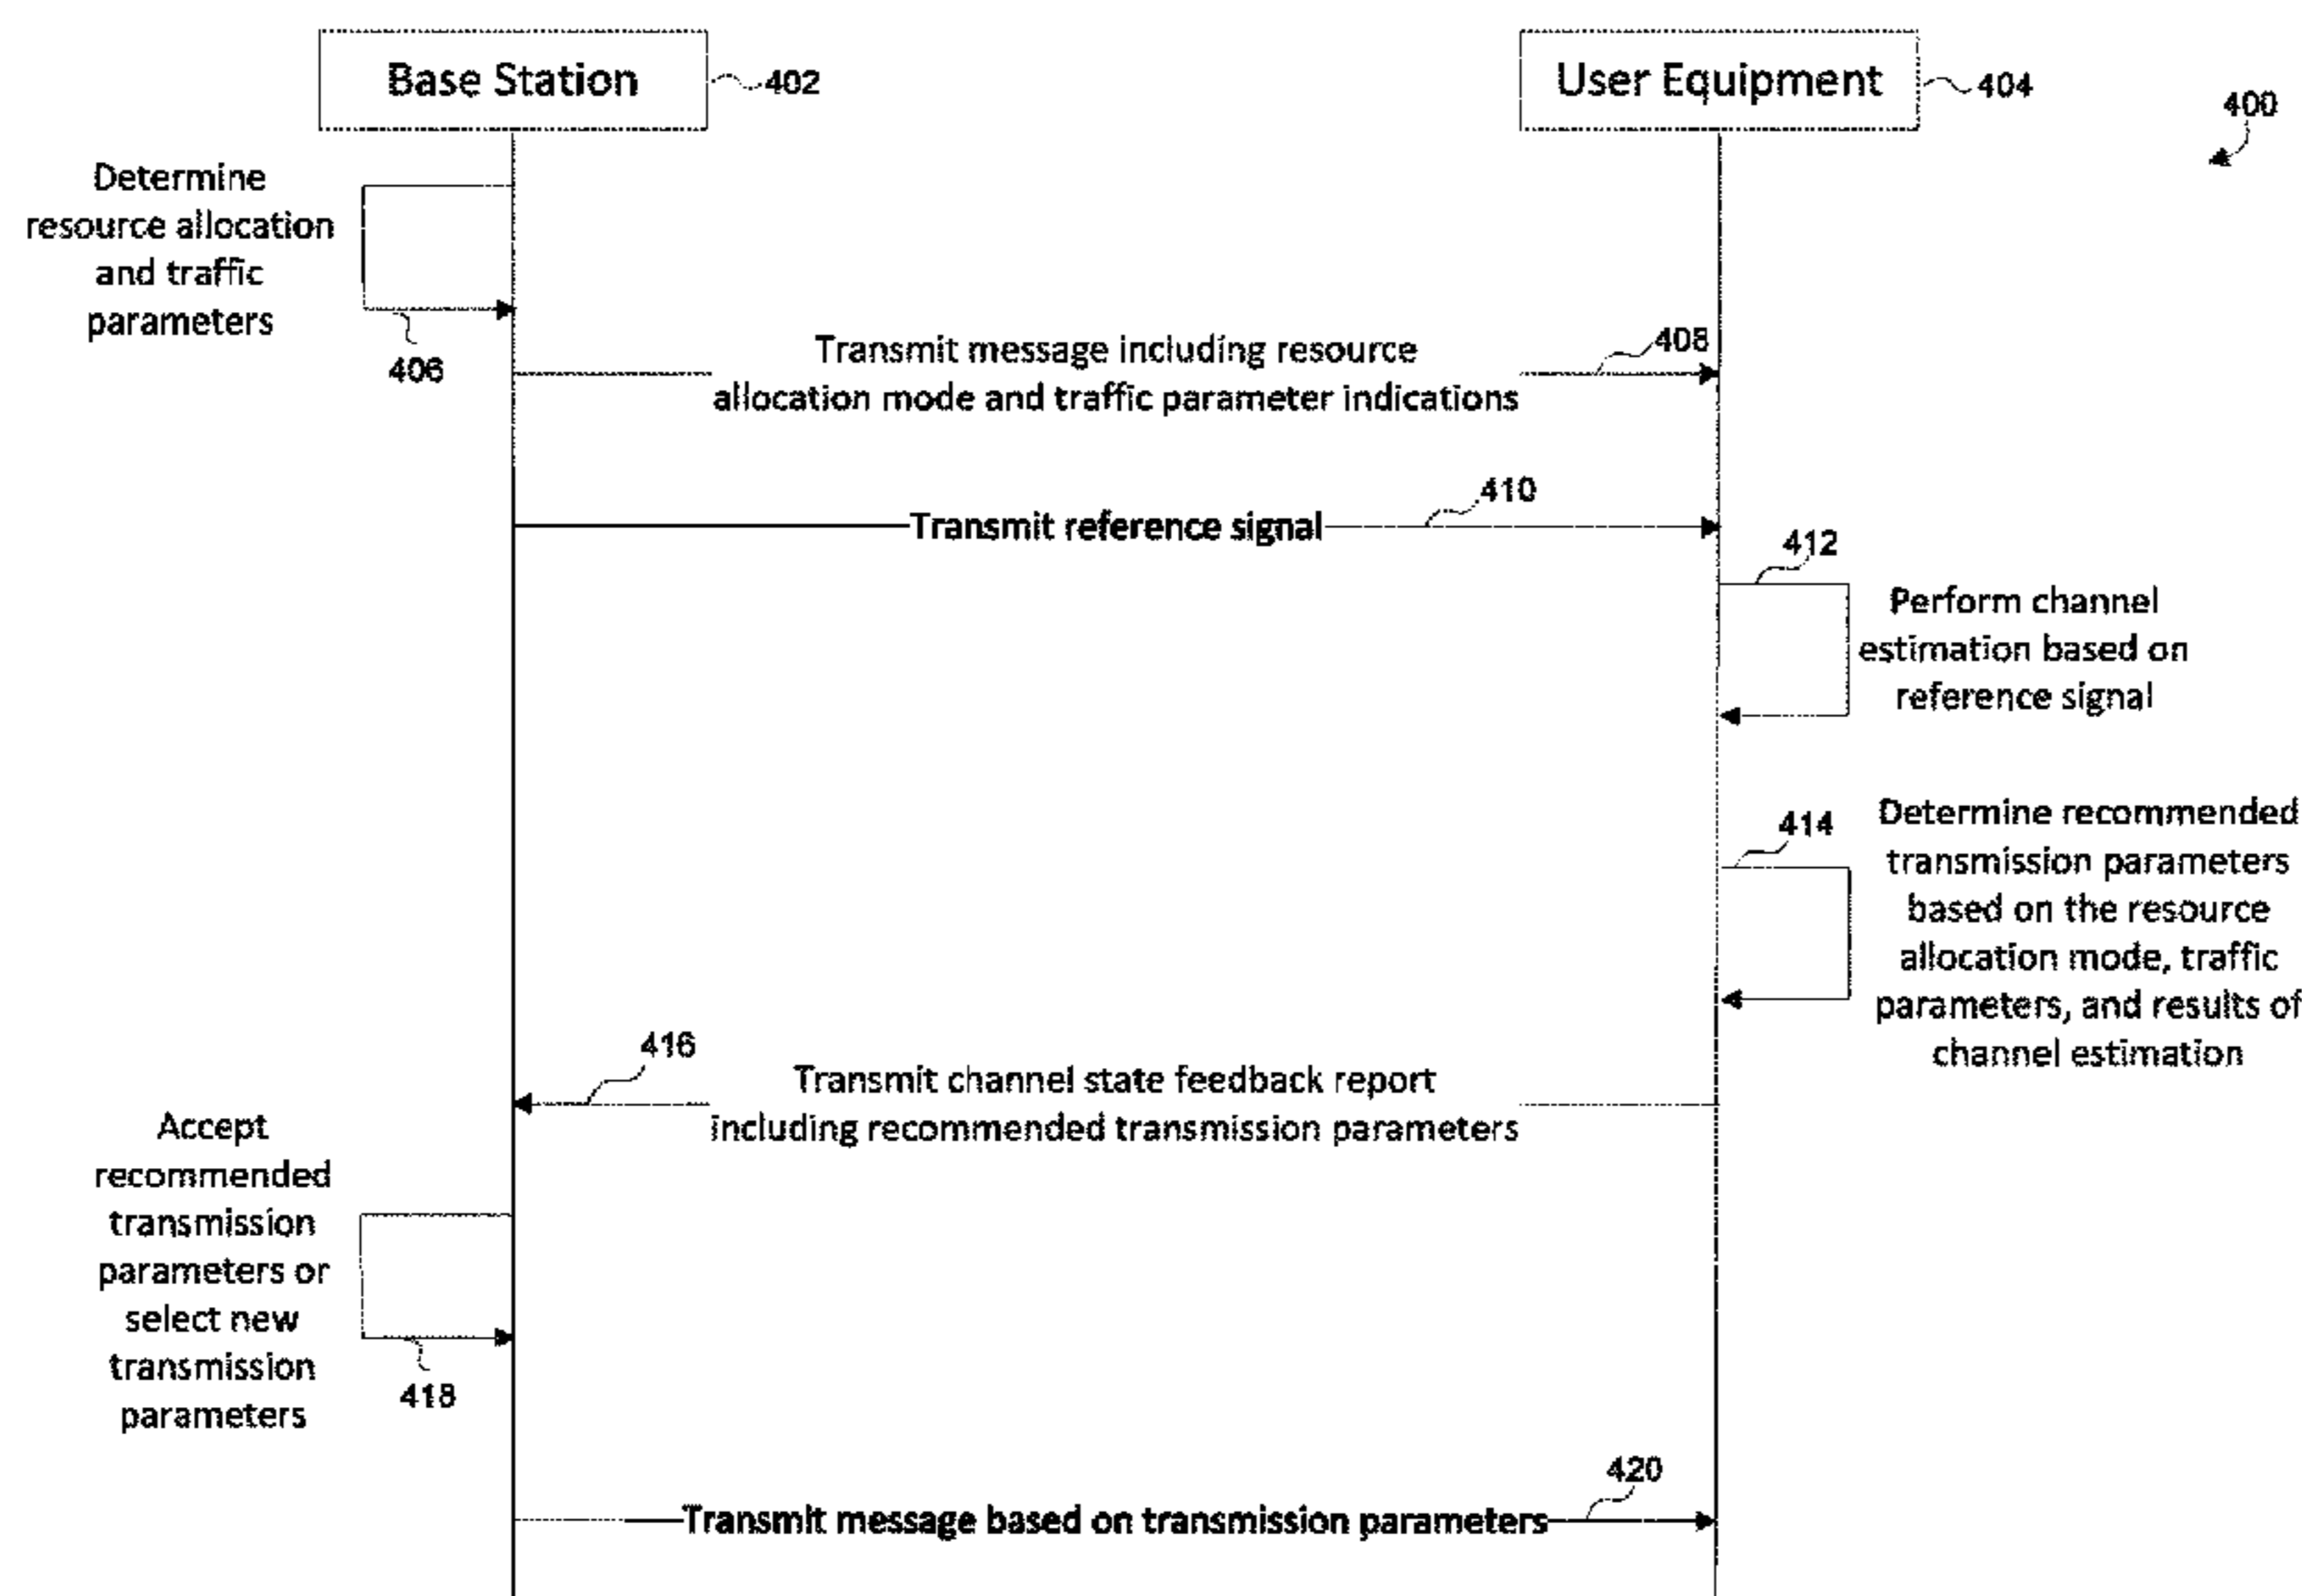 Base Station
402
User Equipment
404
400
Determine
resource allocation
and traffic
parameters
406
Transmit message including resource
allocation mode and traffic parameter indications
408
Transmit reference signal
410
412
Perform channel
estimation based on
reference signal
414
Determine recommended
transmission parameters
based on the resource
allocation mode, traffic
parameters, and results of
channel estimation
416
Transmit channel state feedback report
including recommended transmission parameters
Accept
recommended
transmission
parameters or
select new
transmission
parameters
418
420
Transmit message based on transmission parameters